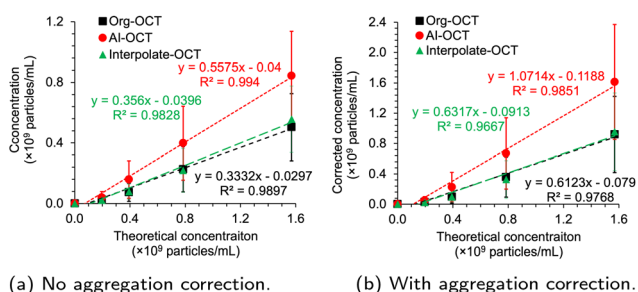 Coconcentration
(×10⁹ particles/mL)
1.2
0.8
0.4
0.0
Org-OCT
AI-OCT
Interpolate-OCT
y = 0.5575x - 0.04
R² = 0.994
y = 0.356x - 0.0396
R² = 0.9828
y = 0.3332x - 0.0297
R² = 0.9897
0.0 0.4 0.8 1.2 1.6
Theoretical concentraiton
(×10⁹ particles/mL)
(a) No aggregation correction.
Corrected concentration
(×10⁹ particles/mL)
2.4
2.0
1.6
1.2
0.8
0.4
0.0
Org-OCT
AI-OCT
Interpolate-OCT
y = 1.0714x - 0.1188
R² = 0.9851
y = 0.6317x - 0.0913
R² = 0.9667
y = 0.6123x - 0.079
R² = 0.9768
0.0 0.4 0.8 1.2 1.6
Theoretical concentraiton
(×10⁹ particles/mL)
(b) With aggregation correction.